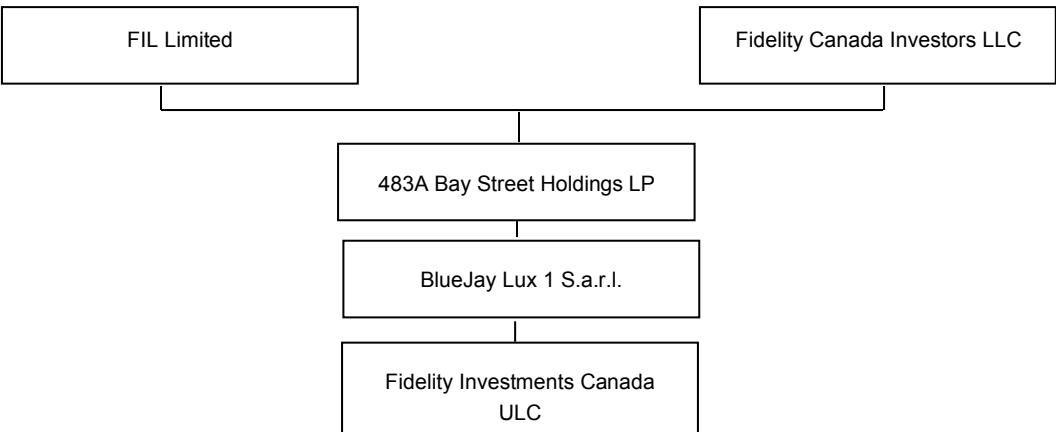 FIL Limited
Fidelity Canada Investors LLC
483A Bay Street Holdings LP
BlueJay Lux 1 S.a.r.l.
Fidelity Investments Canada
ULC